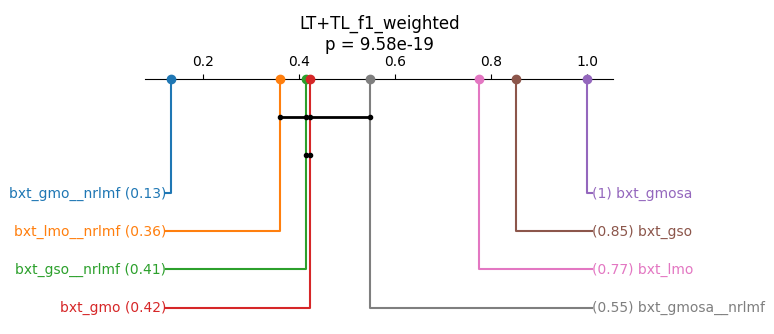 LT+TL_f1_weighted
p = 9.58e-19
0.2 0.4 0.6 0.8 1.0
bxt_gmo__nrlmf (0.13) (1) bxt_gmosa
bxt_lmo__nrlmf (0.36) (0.85) bxt_gso
bxt_gso__nrlmf (0.41) (0.77) bxt_lmo
bxt_gmo (0.42) (0.55) bxt_gmosa__nrlmf